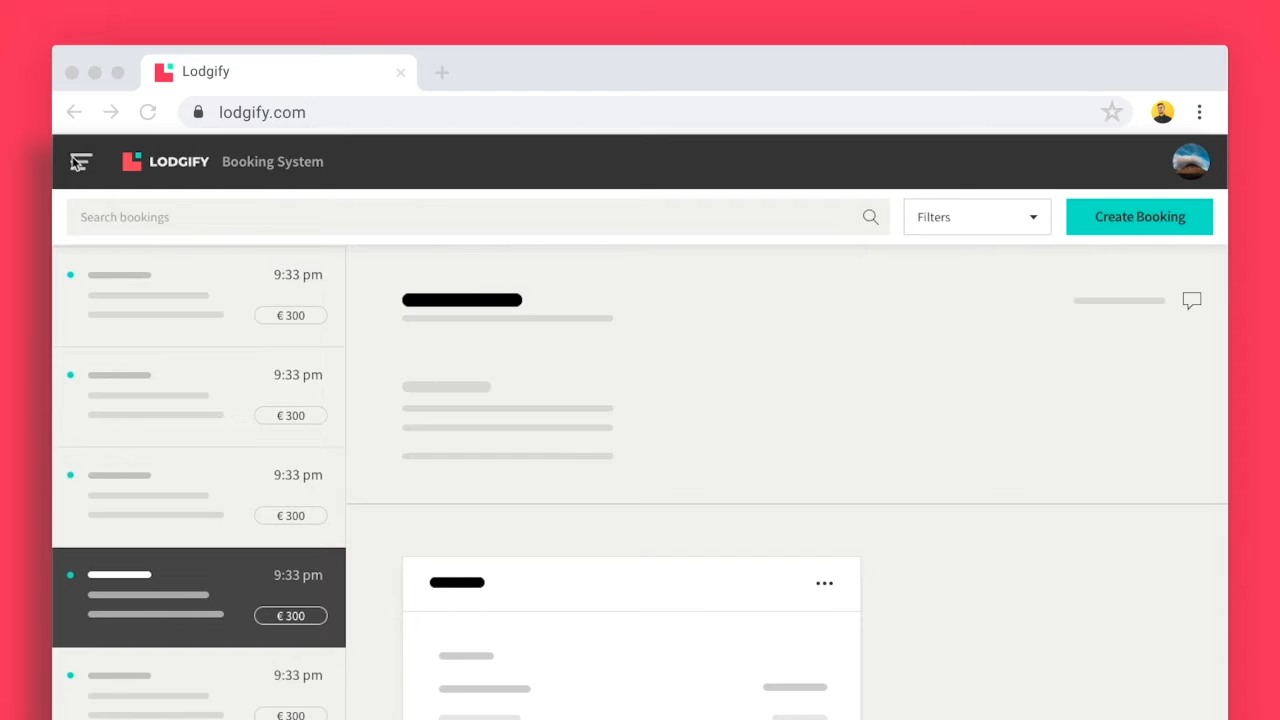 Lodgify
lodgify.com
LODGIFY Booking System
Search bookings
Filters
Create Booking
9:33 pm
€ 300
9:33 pm
€ 300
9:33 pm
€ 300
9:33 pm
€ 300
9:33 pm
€ 300